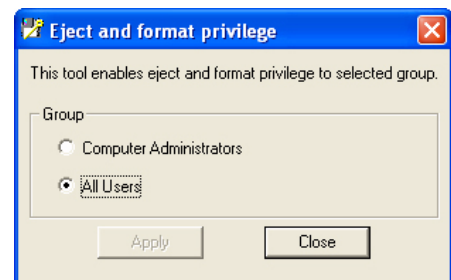 Eject and format privilege
This tool enables eject and format privilege to selected group.
Group
Computer Administrators
All Users
Apply Close